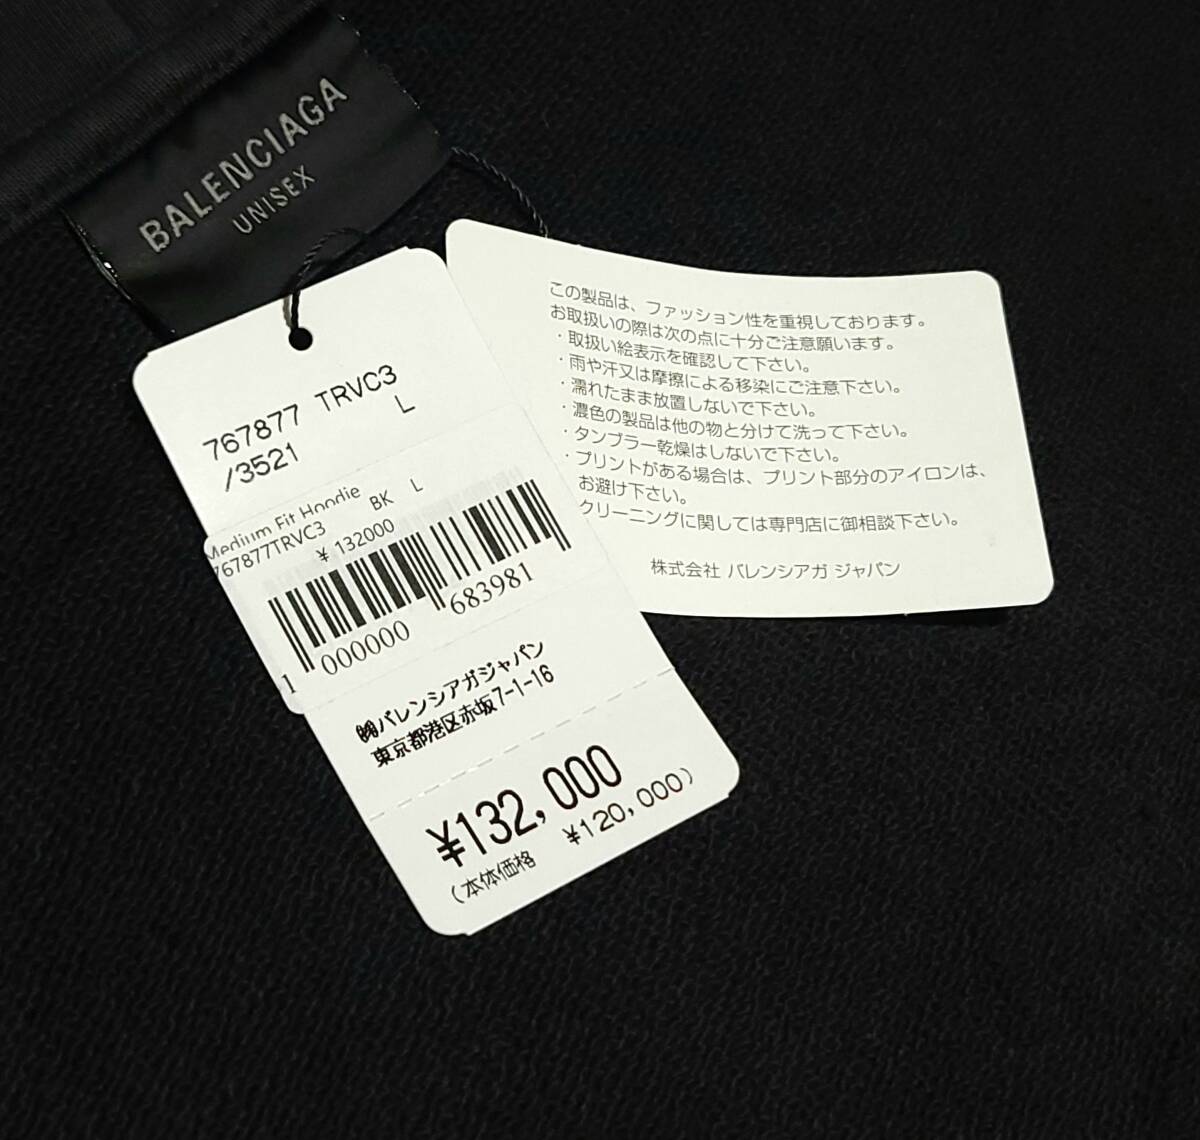 BALENCIAGA
UNISEX
767877 TRVC3
/3521 L
Medium Fit Hoodie
767877TRVC3 BK L
¥ 132000
1 000000 683981
㈱バレンシアガジャパン
東京都港区赤坂7-1-16
¥132,000
(本体価格 ¥120,000)
この製品は、ファッション性を重視しております。
お取扱いの際は次の点に十分ご注意願います。
・取扱い絵表示を確認して下さい。
・雨や汗又は摩擦による移染にご注意下さい。
・濡れたまま放置しないで下さい。
・濃色の製品は他の物と分けて洗って下さい。
・タンブラー乾燥はしないで下さい。
・プリントがある場合は、プリント部分のアイロンは、
お避け下さい。
クリーニングに関しては専門店に御相談下さい。
株式会社 バレンシアガ ジャパン